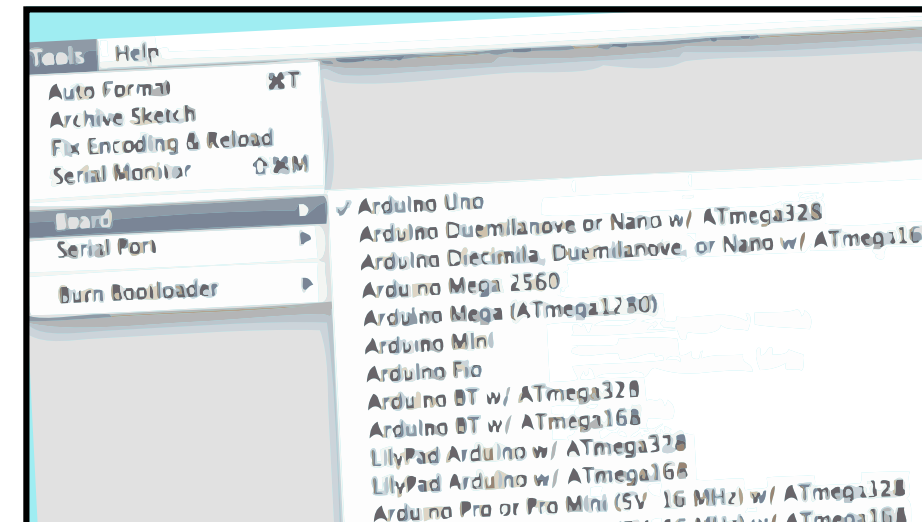 Tools Help
Auto Format ⌘T
Archive Sketch
Fix Encoding & Reload
Serial Monitor ⇧⌘M
Board
Serial Port
Burn Bootloader
✓ Arduino Uno
Arduino Duemilanove or Nano w/ ATmega328
Arduino Diecimila, Duemilanove, or Nano w/ ATmega16
Arduino Mega 2560
Arduino Mega (ATmega1280)
Arduino Mini
Arduino Fio
Arduino BT w/ ATmega328
Arduino BT w/ ATmega168
LilyPad Arduino w/ ATmega328
LilyPad Arduino w/ ATmega168
Arduino Pro or Pro Mini (5V 16 MHz) w/ ATmega328
16 MHz) w/ ATmega168